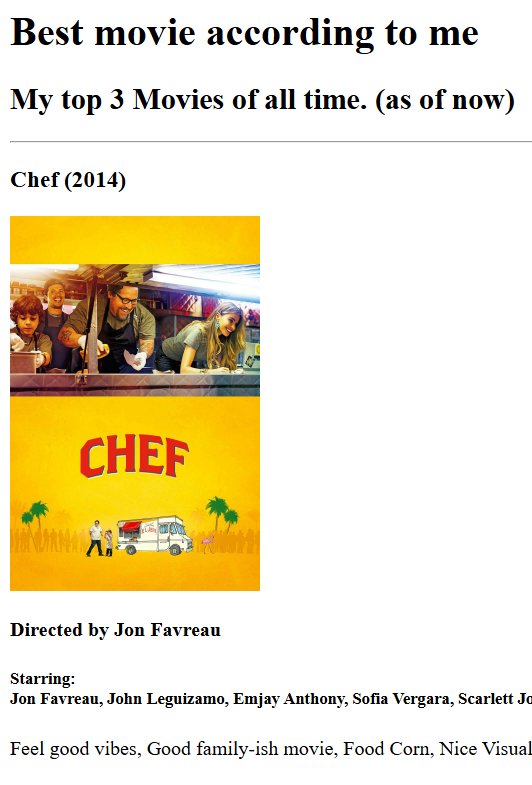 Best movie according to me
My top 3 Movies of all time. (as of now)
Chef (2014)
CHEF
Directed by Jon Favreau
Starring:
Jon Favreau, John Leguizamo, Emjay Anthony, Sofia Vergara, Scarlett Jo
Feel good vibes, Good family-ish movie, Food Corn, Nice Visual